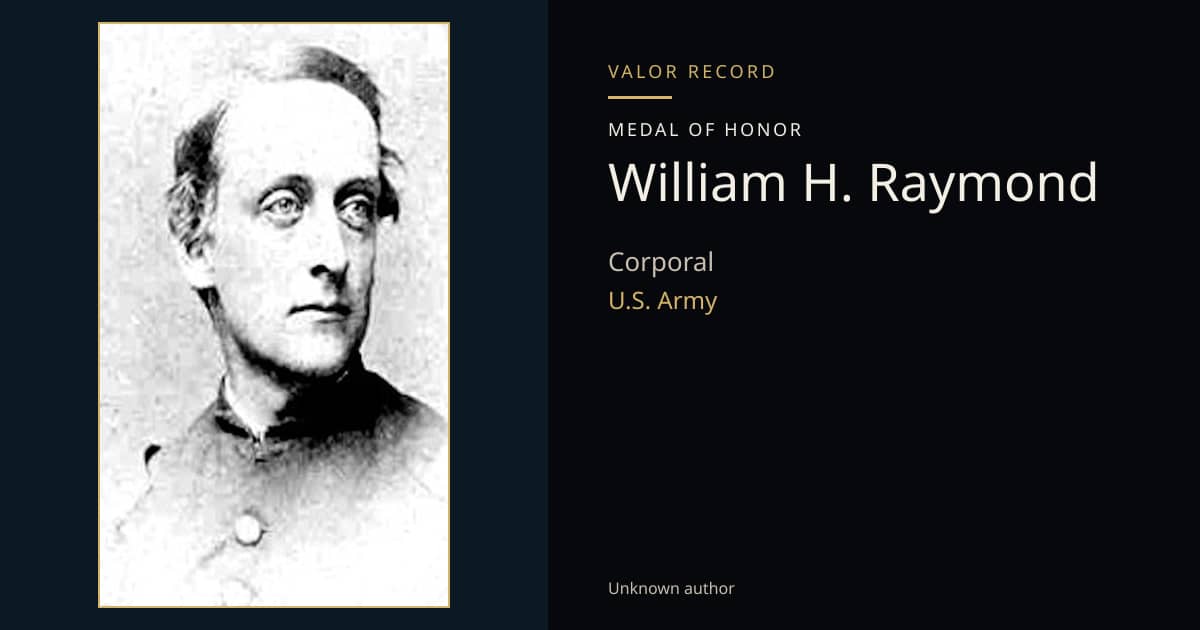 VALOR RECORD
MEDAL OF HONOR
William H. Raymond
Corporal
U.S. Army
Unknown author